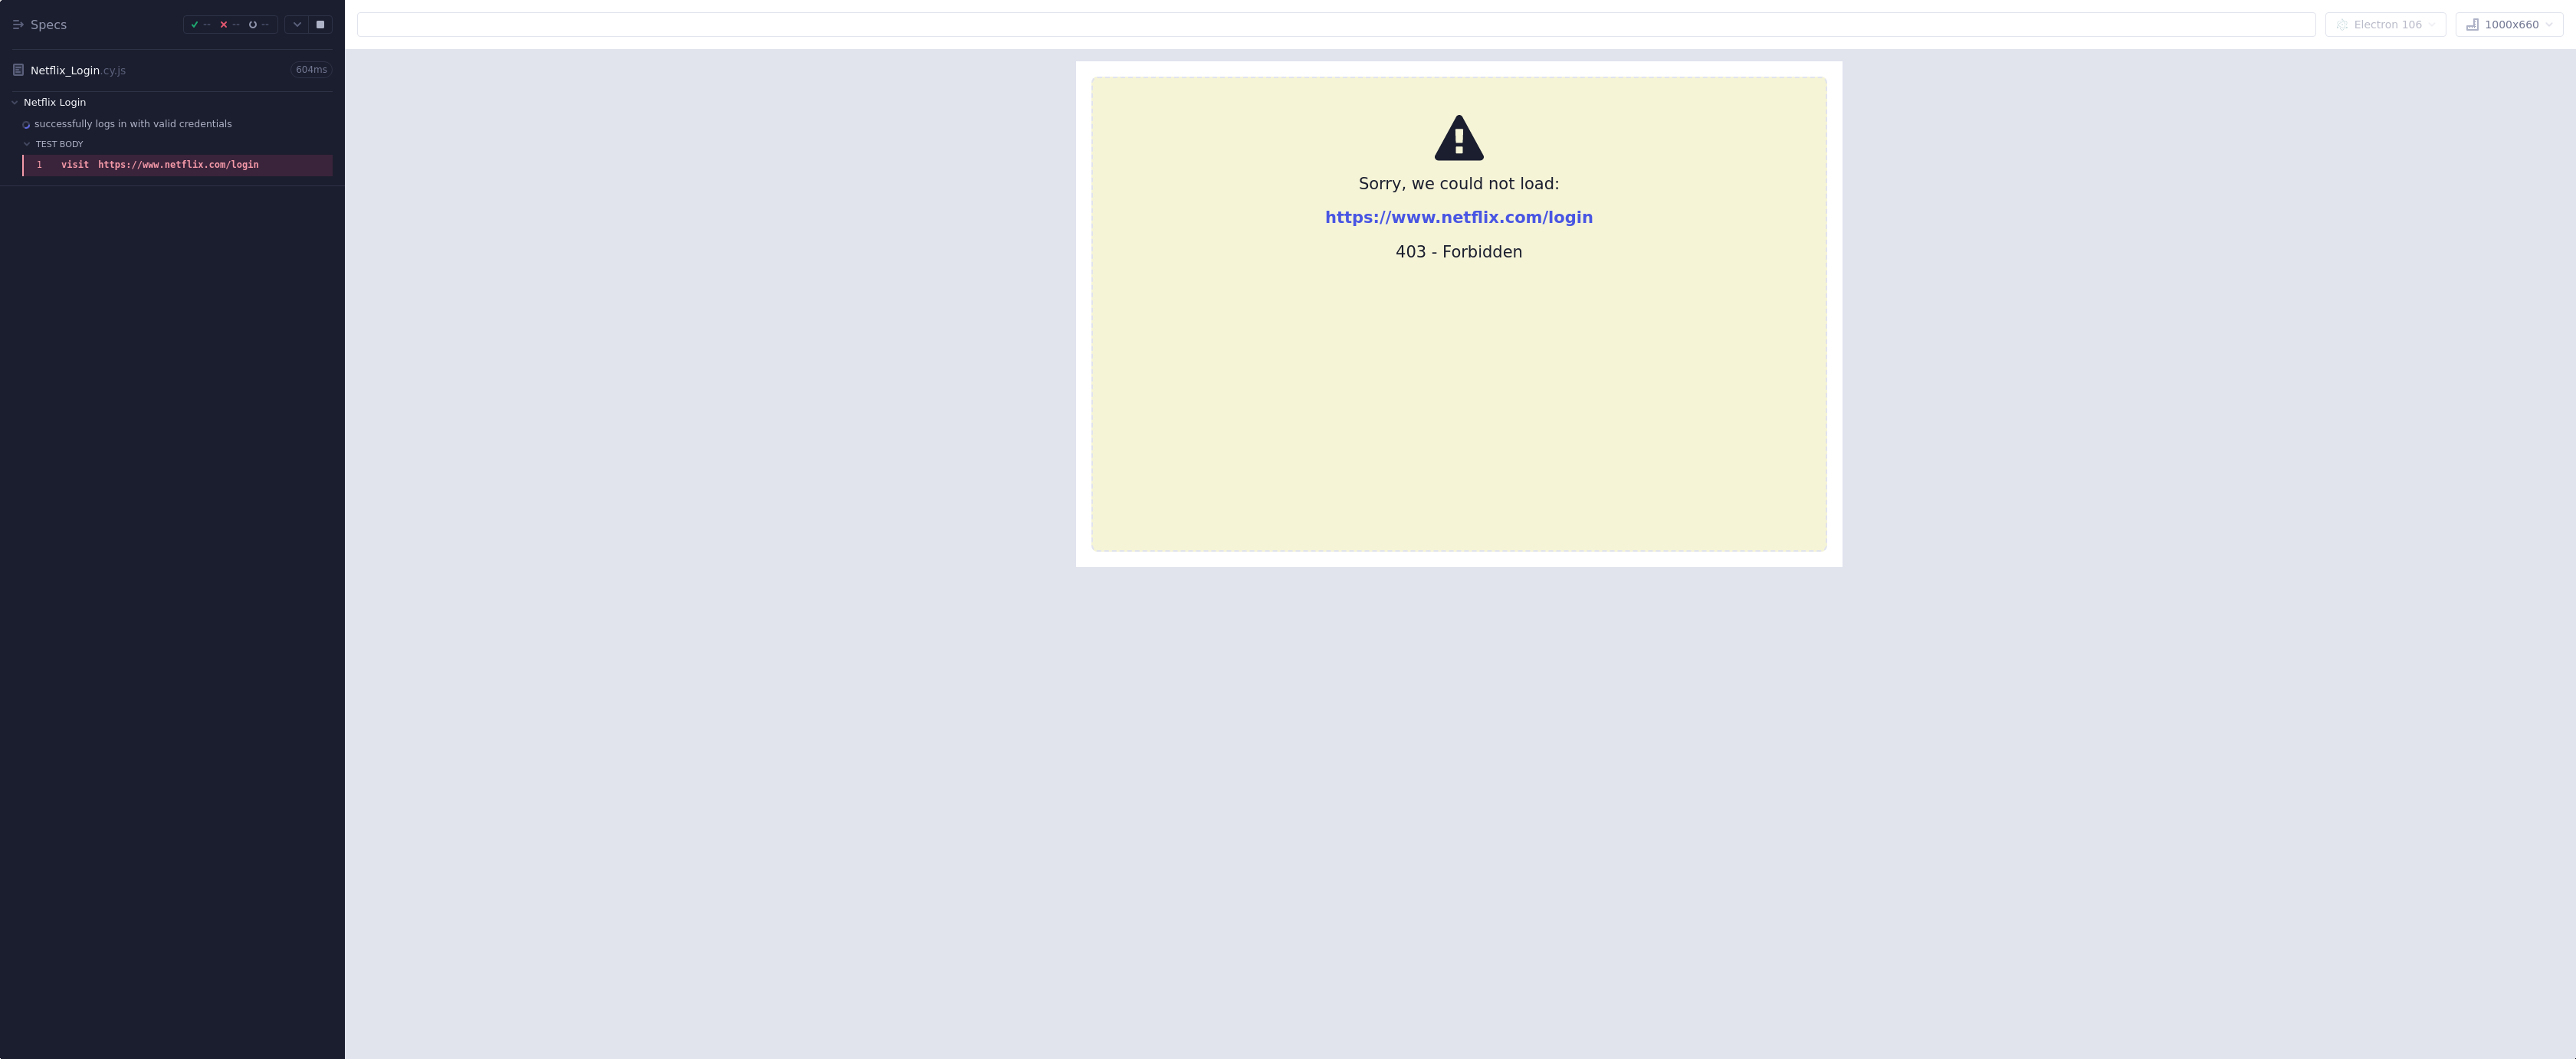 Specs
-- -- --
Electron 106
1000x660
Netflix_Login.cy.js
604ms
Netflix Login
successfully logs in with valid credentials
TEST BODY
1 visit https://www.netflix.com/login
Sorry, we could not load:
https://www.netflix.com/login
403 - Forbidden